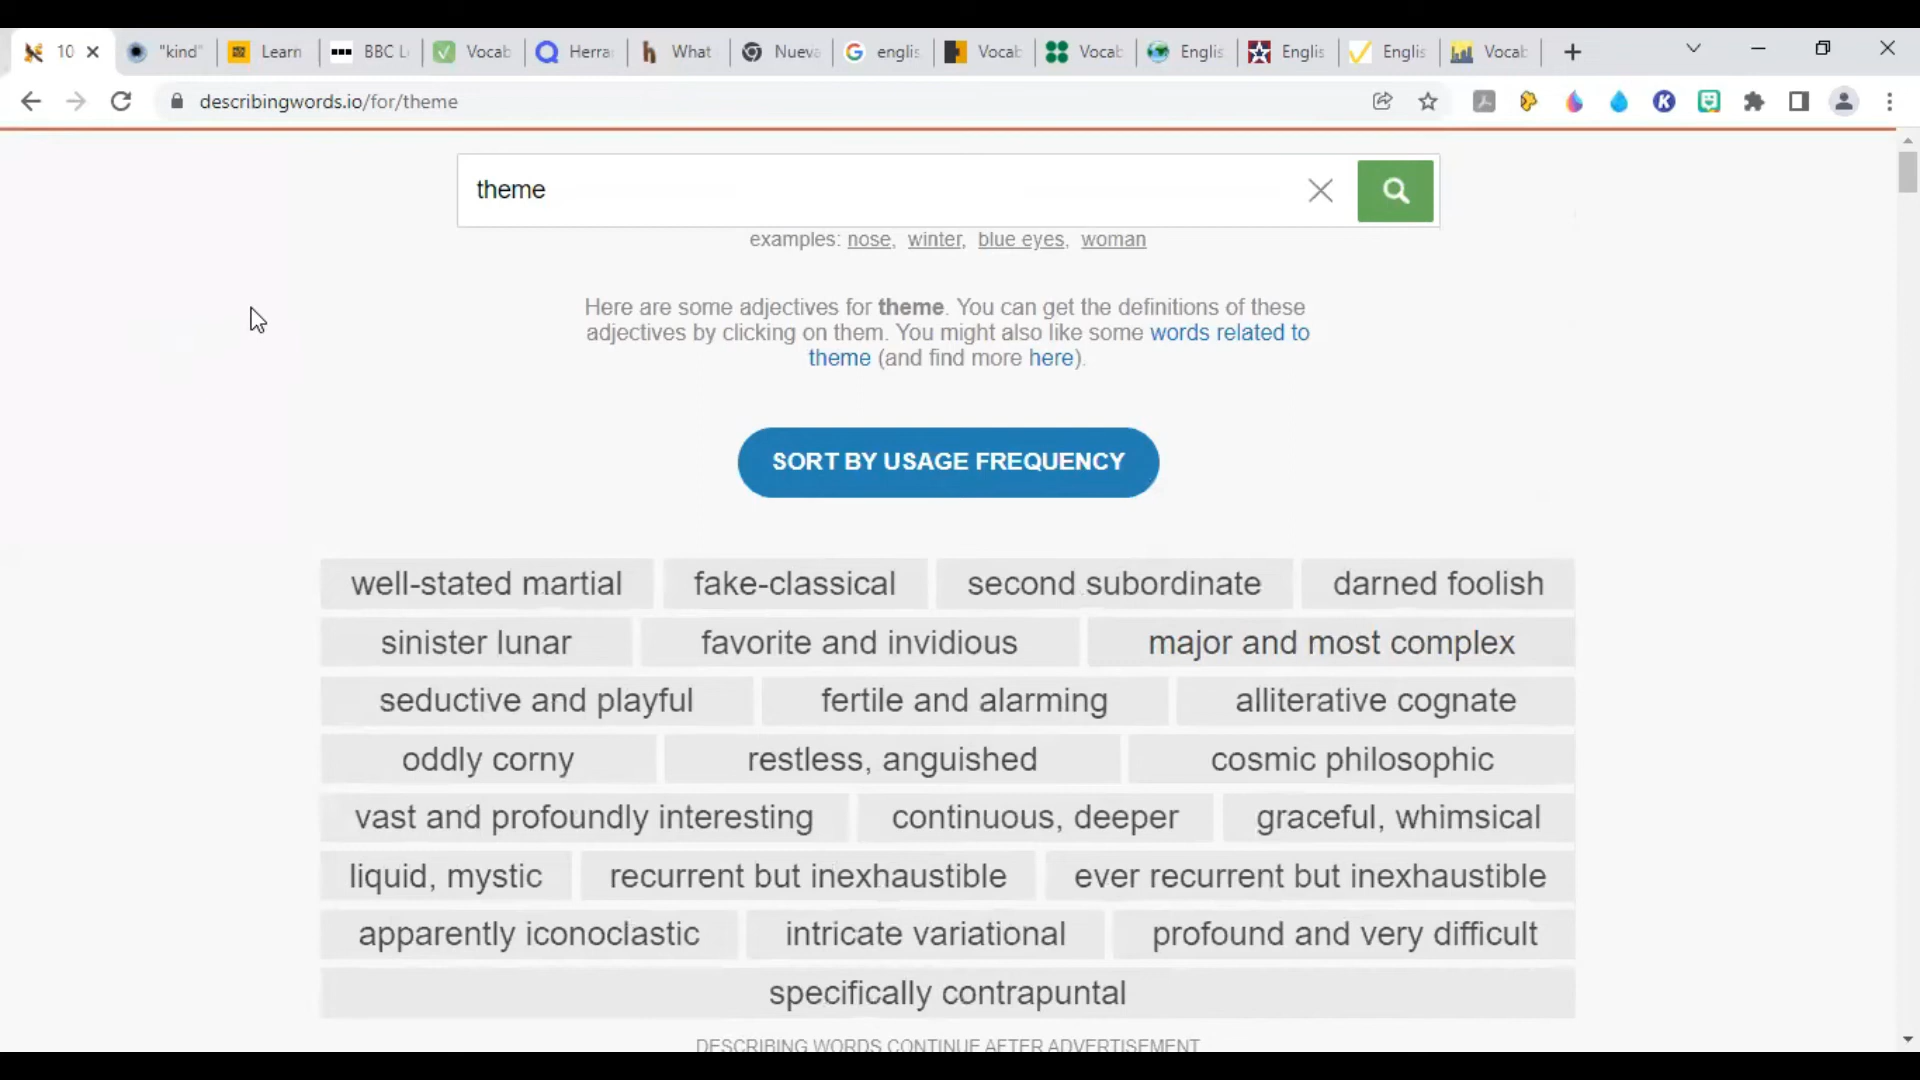 10 "kind" Learn BBC L Vocab Herra What Nueva englis Vocab Vocab Englis Englis Englis Vocab
describingwords.io/for/theme
theme
examples: nose, winter, blue eyes, woman
Here are some adjectives for theme. You can get the definitions of these
adjectives by clicking on them. You might also like some words related to
theme (and find more here).
SORT BY USAGE FREQUENCY
well-stated martial fake-classical second subordinate darned foolish
sinister lunar favorite and invidious major and most complex
seductive and playful fertile and alarming alliterative cognate
oddly corny restless, anguished cosmic philosophic
vast and profoundly interesting continuous, deeper graceful, whimsical
liquid, mystic recurrent but inexhaustible ever recurrent but inexhaustible
apparently iconoclastic intricate variational profound and very difficult
specifically contrapuntal
DESCRIBING WORDS CONTINUE AFTER ADVERTISEMENT